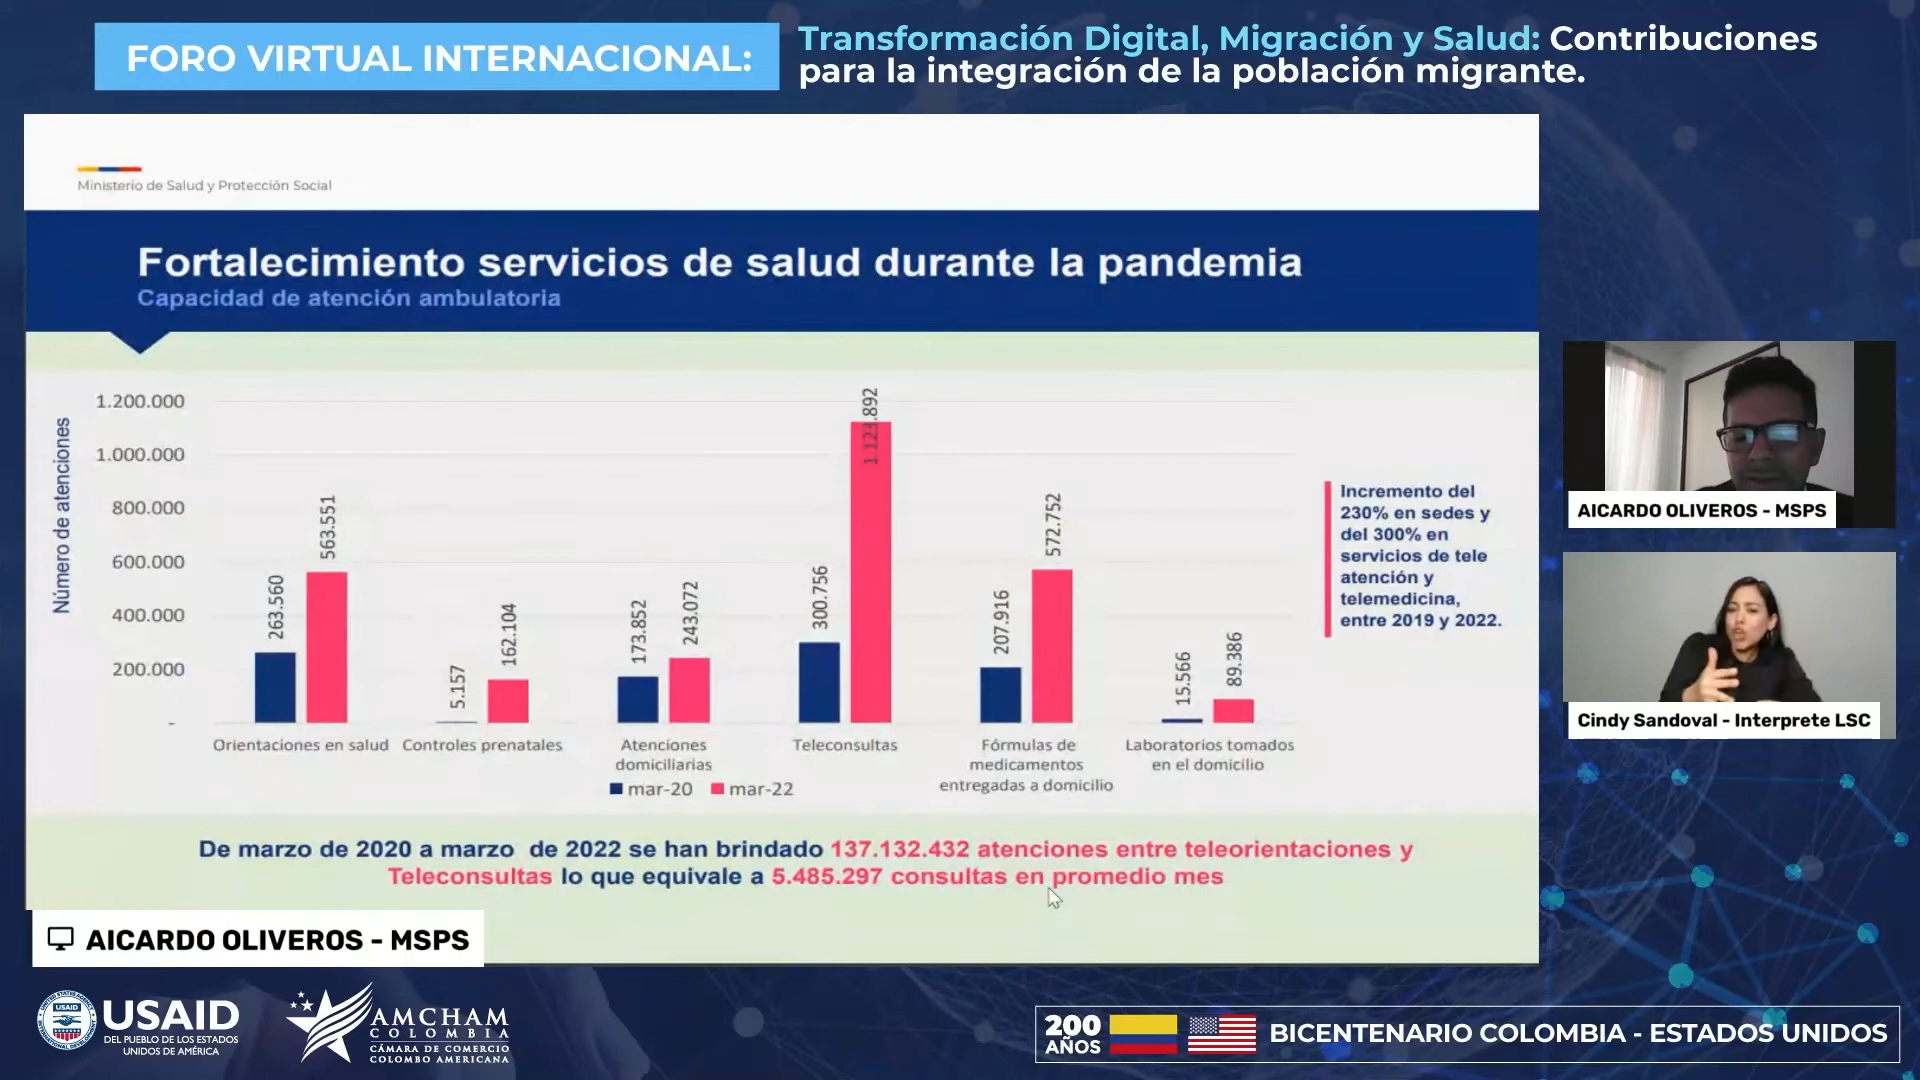 FORO VIRTUAL INTERNACIONAL:
Transformación Digital, Migración y Salud: Contribuciones
para la integración de la población migrante.
Ministerio de Salud y Protección Social
Fortalecimiento servicios de salud durante la pandemia
Capacidad de atención ambulatoria
Número de atenciones
1.200.000
1.000.000
800.000
600.000
400.000
200.000
-
263.560
563.551
5.157
162.104
173.852
243.072
300.756
1.123.892
207.916
572.752
15.566
89.386
Orientaciones en salud
Controles prenatales
Atenciones
domiciliarias
Teleconsultas
Fórmulas de
medicamentos
entregadas a domicilio
Laboratorios tomados
en el domicilio
mar-20
mar-22
Incremento del
230% en sedes y
del 300% en
servicios de tele
atención y
telemedicina,
entre 2019 y 2022.
De marzo de 2020 a marzo de 2022 se han brindado 137.132.432 atenciones entre teleorientaciones y
Teleconsultas lo que equivale a 5.485.297 consultas en promedio mes
AICARDO OLIVEROS - MSPS
AICARDO OLIVEROS - MSPS
Cindy Sandoval - Interprete LSC
USAID
USAID
DEL PUEBLO DE LOS ESTADOS
UNIDOS DE AMÉRICA
AMCHAM
COLOMBIA
CÁMARA DE COMERCIO
COLOMBO AMERICANA
200
AÑOS
BICENTENARIO COLOMBIA - ESTADOS UNIDOS